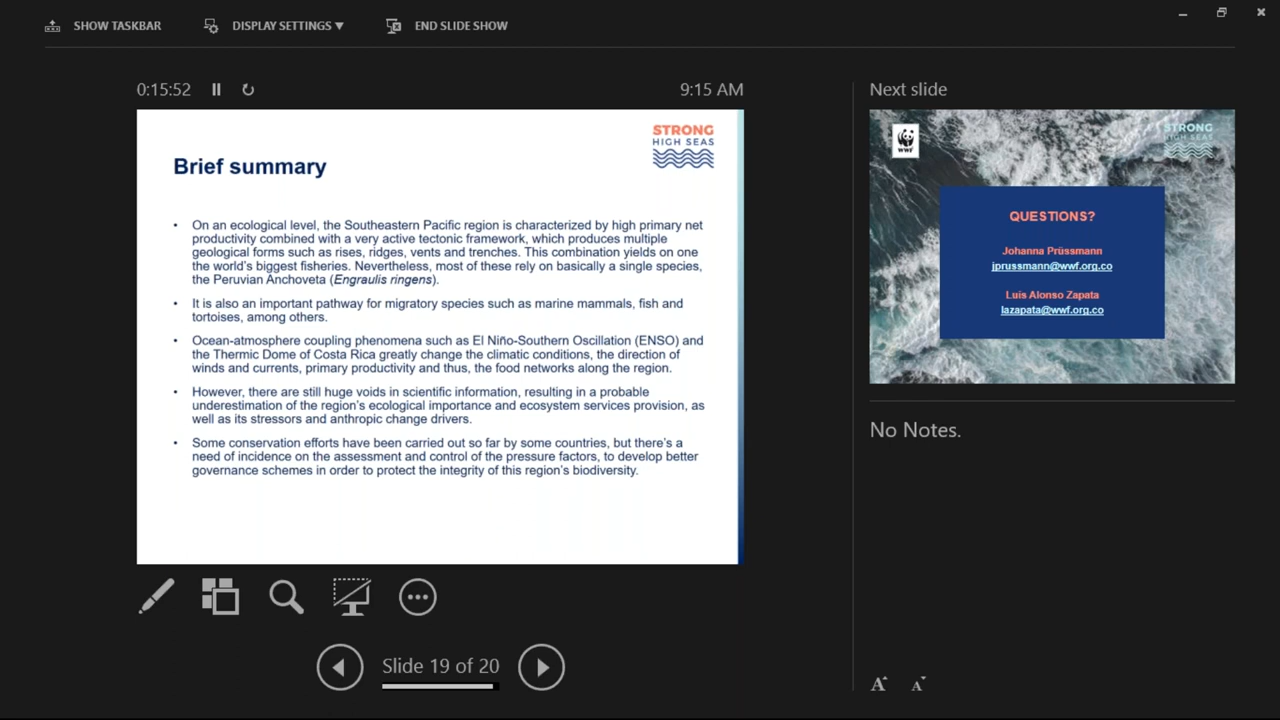 SHOW TASKBAR
DISPLAY SETTINGS ▼
END SLIDE SHOW
0:15:52
9:15 AM
STRONG
HIGH SEAS
Brief summary
• On an ecological level, the Southeastern Pacific region is characterized by high primary net
productivity combined with a very active tectonic framework, which produces multiple
geological forms such as rises, ridges, vents and trenches. This combination yields on one
the world's biggest fisheries. Nevertheless, most of these rely on basically a single species,
the Peruvian Anchoveta (Engraulis ringens).
• It is also an important pathway for migratory species such as marine mammals, fish and
tortoises, among others.
• Ocean-atmosphere coupling phenomena such as El Niño-Southern Oscillation (ENSO) and
the Thermic Dome of Costa Rica greatly change the climatic conditions, the direction of
winds and currents, primary productivity and thus, the food networks along the region.
• However, there are still huge voids in scientific information, resulting in a probable
underestimation of the region's ecological importance and ecosystem services provision, as
well as its stressors and anthropic change drivers.
• Some conservation efforts have been carried out so far by some countries, but there's a
need of incidence on the assessment and control of the pressure factors, to develop better
governance schemes in order to protect the integrity of this region's biodiversity.
Slide 19 of 20
Next slide
WWF
STRONG
HIGH SEAS
QUESTIONS?
Johanna Prüssmann
jprussmann@wwf.org.co
Luis Alonso Zapata
lazapata@wwf.org.co
No Notes.
A A